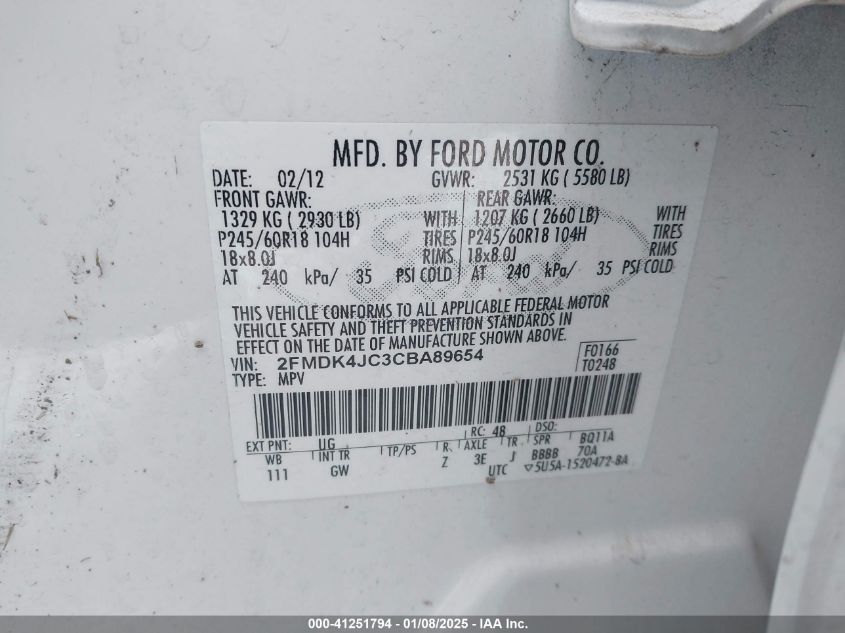 MFD. BY FORD MOTOR CO.
DATE: 02/12 GVWR: 2531 KG ( 5580 LB)
FRONT GAWR: REAR GAWR:
1329 KG ( 2930 LB) WITH 1207 KG ( 2660 LB) WITH
P245/60R18 104H TIRES P245/60R18 104H TIRES
18x8.0J RIMS 18x8.0J RIMS
AT 240 kPa/ 35 PSI COLD AT 240 kPa/ 35 PSI COLD
THIS VEHICLE CONFORMS TO ALL APPLICABLE FEDERAL MOTOR
VEHICLE SAFETY AND THEFT PREVENTION STANDARDS IN
EFFECT ON THE DATE OF MANUFACTURE SHOWN ABOVE.
VIN: 2FMDK4JC3CBA89654 F0166
TYPE: MPV T0248
EXT PNT: UG RC: 48 DSO:
WB INT TR TP/PS R. AXLE TR. SPR BQ11A
111 GW Z 3E J BBBB 70A
UTC ▽5U5A-1520472-BA
000-41251794 - 01/08/2025 - IAA Inc.